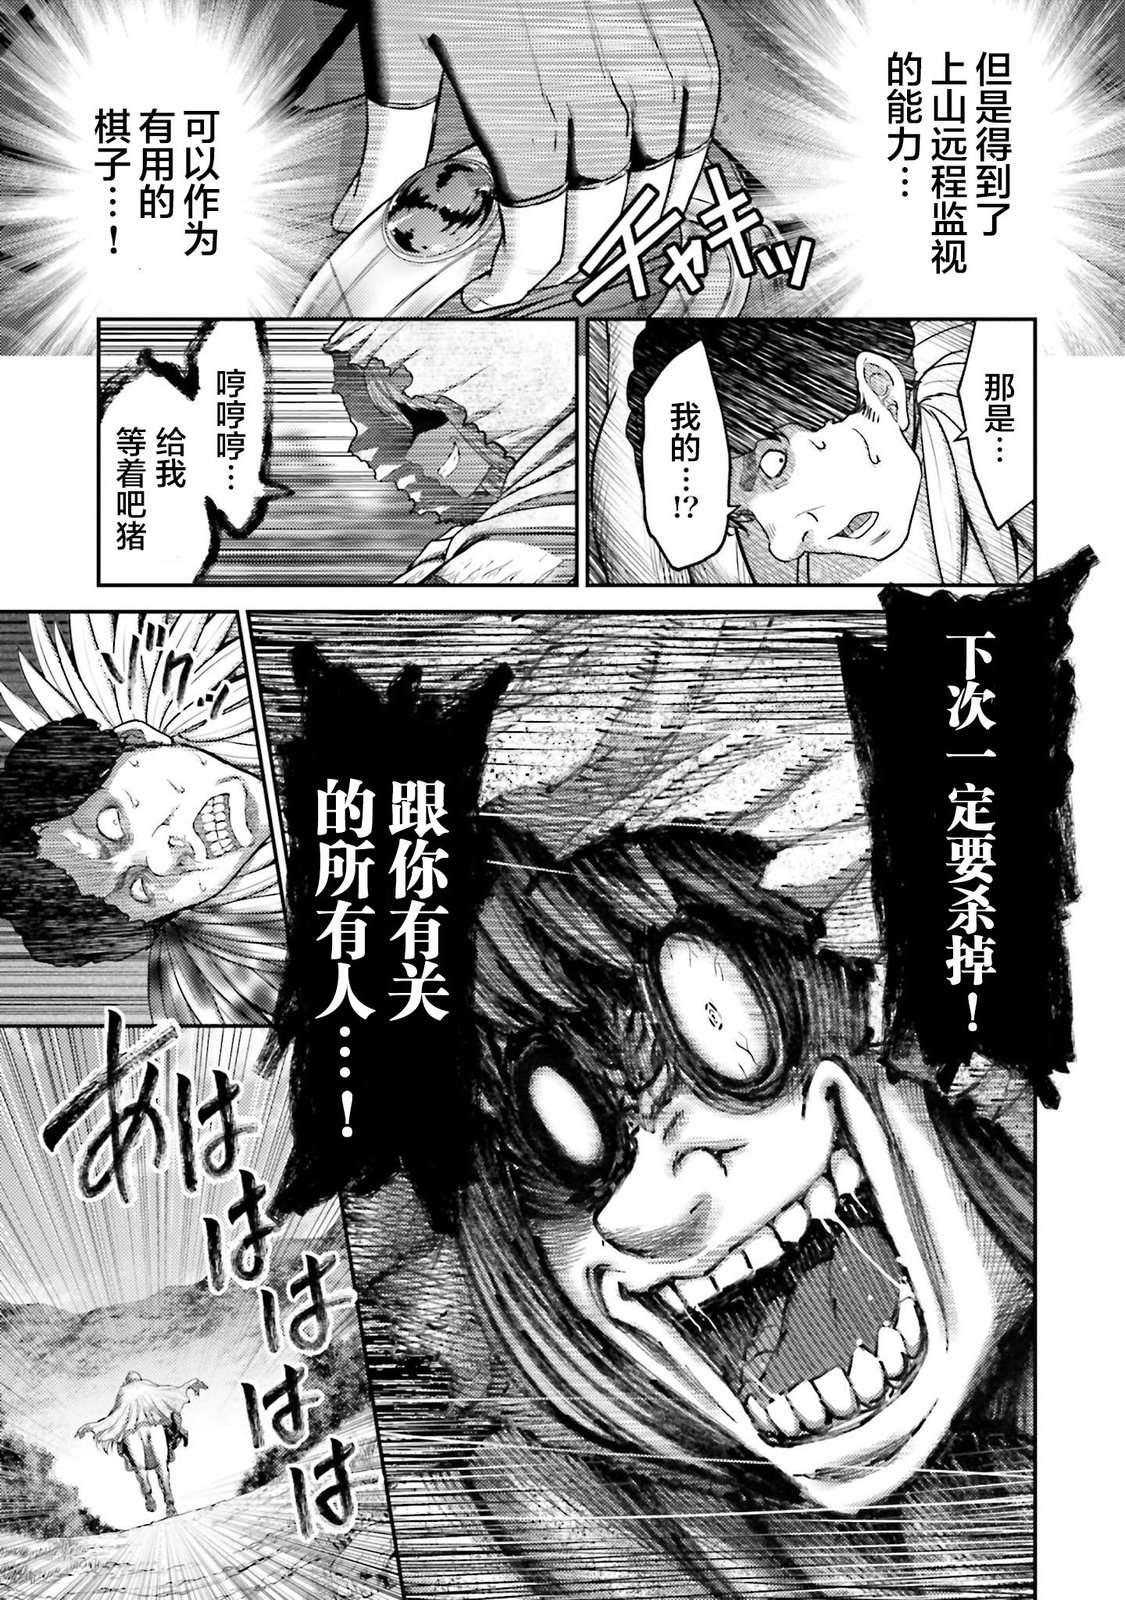 但是得到了
上山远程监视
的能力…
チャキッ
可以作为
有用的
棋子…！
那是…
我的…!?
哼哼哼…
给我
等着吧猪
下次一定要杀掉！
跟你有关
的所有人…！
ゾクッ
あはははははは